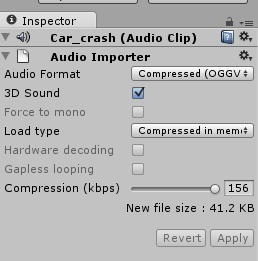 Inspector
Car_crash (Audio Clip)
Audio Importer
Audio Format Compressed (OGGV
3D Sound
Force to mono
Load type Compressed in mem
Hardware decoding
Gapless looping
Compression (kbps) 156
New file size : 41.2 KB
Revert Apply